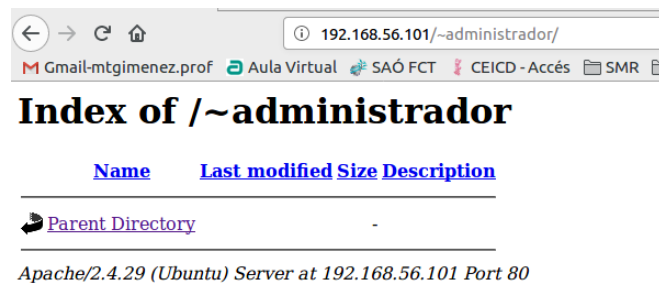 192.168.56.101/~administrador/
Gmail-mtgimenez.prof Aula Virtual SAÓ FCT CEICD - Accés SMR
Index of /~administrador
Name Last modified Size Description
Parent Directory -
Apache/2.4.29 (Ubuntu) Server at 192.168.56.101 Port 80